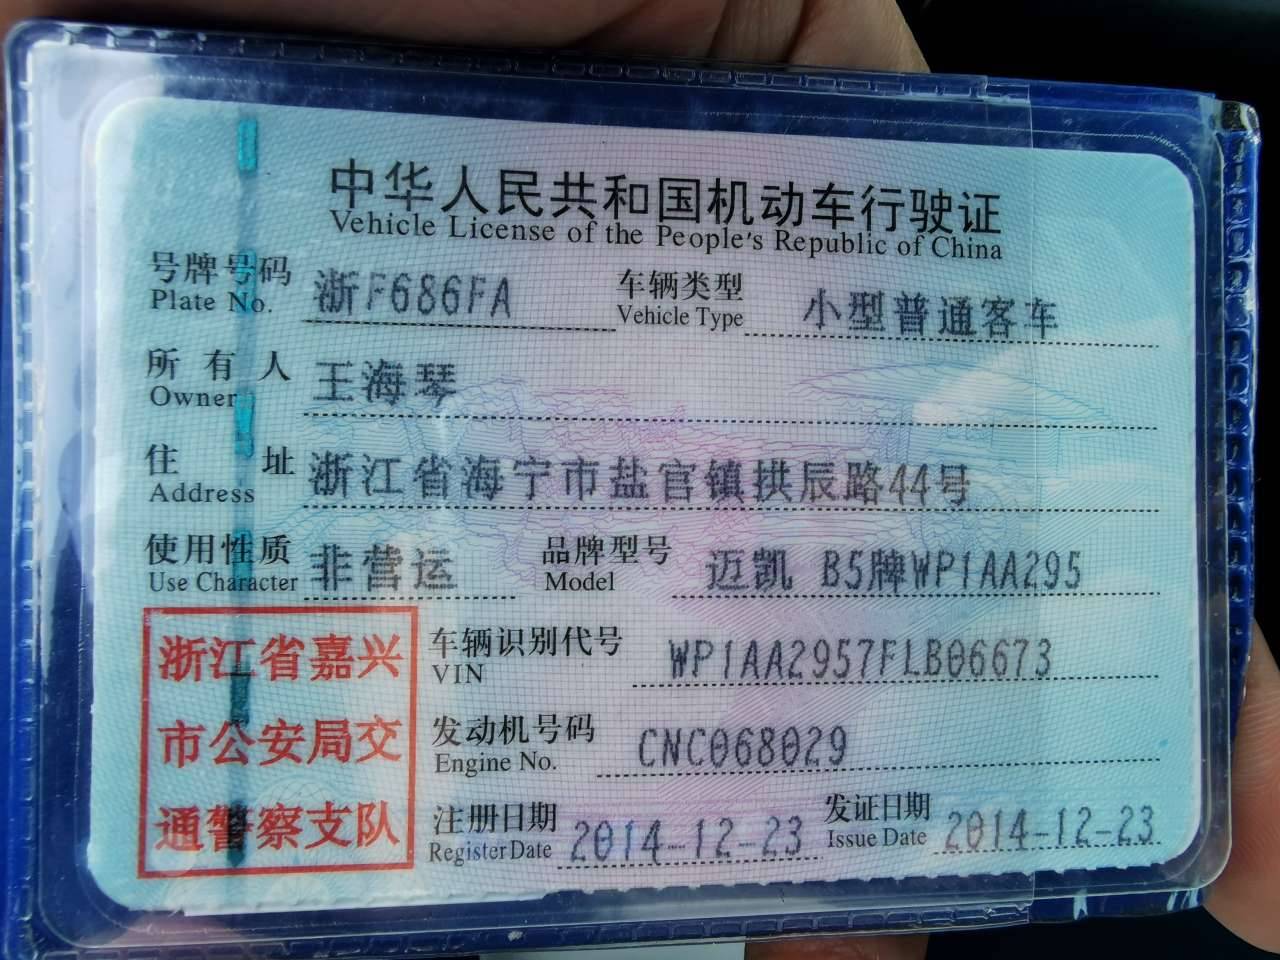 中华人民共和国机动车行驶证
Vehicle License of the People's Republic of China
号牌号码 浙F686FA 车辆类型 小型普通客车
Plate No. Vehicle Type
所有人 王海琴
Owner
住址 浙江省海宁市盐官镇拱辰路44号
Address
使用性质 非营运 品牌型号 迈凯 B5牌WP1AA295
Use Character Model
浙江省嘉兴
市公安局交
通警察支队
车辆识别代号 WP1AA2957FLB06673
VIN
发动机号码 CNC068029
Engine No.
注册日期 2014-12-23 发证日期 2014-12-23
Register Date Issue Date